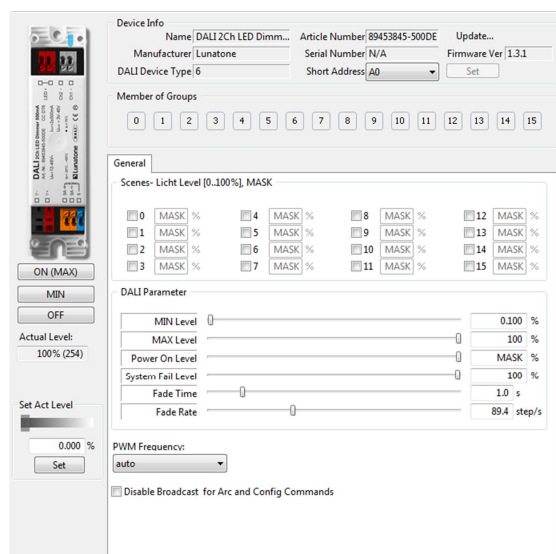 Device Info
Name DALI 2Ch LED Dimm... Article Number 89453845-500DE Update...
Manufacturer Lunatone Serial Number N/A Firmware Ver 1.3.1
DALI Device Type 6 Short Address A0 Set
Member of Groups
0 1 2 3 4 5 6 7 8 9 10 11 12 13 14 15
General
Scenes- Licht Level [0..100%], MASK
0 MASK % 4 MASK % 8 MASK % 12 MASK %
1 MASK % 5 MASK % 9 MASK % 13 MASK %
2 MASK % 6 MASK % 10 MASK % 14 MASK %
3 MASK % 7 MASK % 11 MASK % 15 MASK %
DALI 2Ch LED Dimmer 500mA
Lunatone
ON (MAX)
MIN
OFF
Actual Level:
100% (254)
Set Act Level
0.000 %
Set
DALI Parameter
MIN Level 0.100 %
MAX Level 100 %
Power On Level MASK %
System Fail Level 100 %
Fade Time 1.0 s
Fade Rate 89.4 step/s
PWM Frequency:
auto
Disable Broadcast for Arc and Config Commands